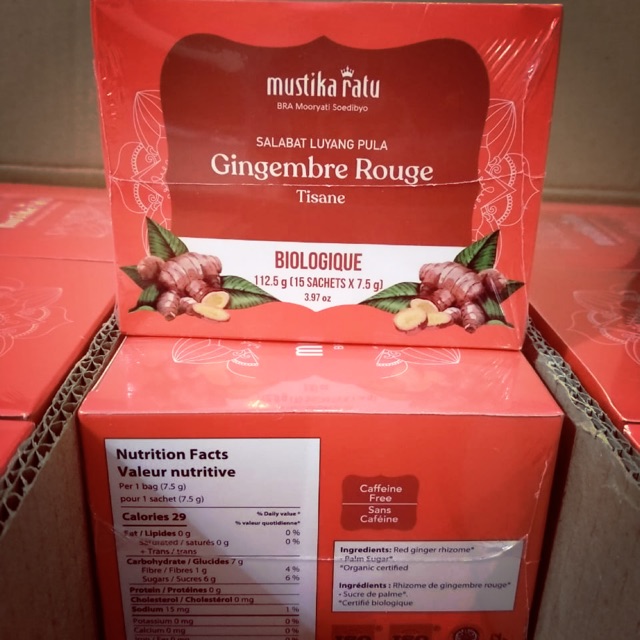 mustika ratu
BRA Mooryati Soedibyo
SALABAT LUYANG PULA
Gingembre Rouge
Tisane
BIOLOGIQUE
112.5 g (15 SACHETS X 7.5 g)
3.97 oz
Nutrition Facts
Valeur nutritive
Per 1 bag (7.5 g)
pour 1 sachet (7.5 g)
Calories 29
% Daily value *
% valeur quotidienne*
Fat / Lipides 0 g 0 %
Saturated / saturés 0 g 0 %
+ Trans / trans
Carbohydrate / Glucides 7 g
Fibre / Fibres 1 g 4 %
Sugars / Sucres 6 g 6 %
Protein / Protéines 0 g
Cholesterol / Cholestérol 0 mg
Sodium 15 mg 1 %
Potassium 0 mg 0 %
Calcium 0 mg 0 %
Caffeine
Free
Sans
Caféine
Ingredients: Red ginger rhizome*
- Palm Sugar*.
*Organic certified
Ingrédients : Rhizome de gingembre rouge*
- Sucre de palme*.
*Certifié biologique